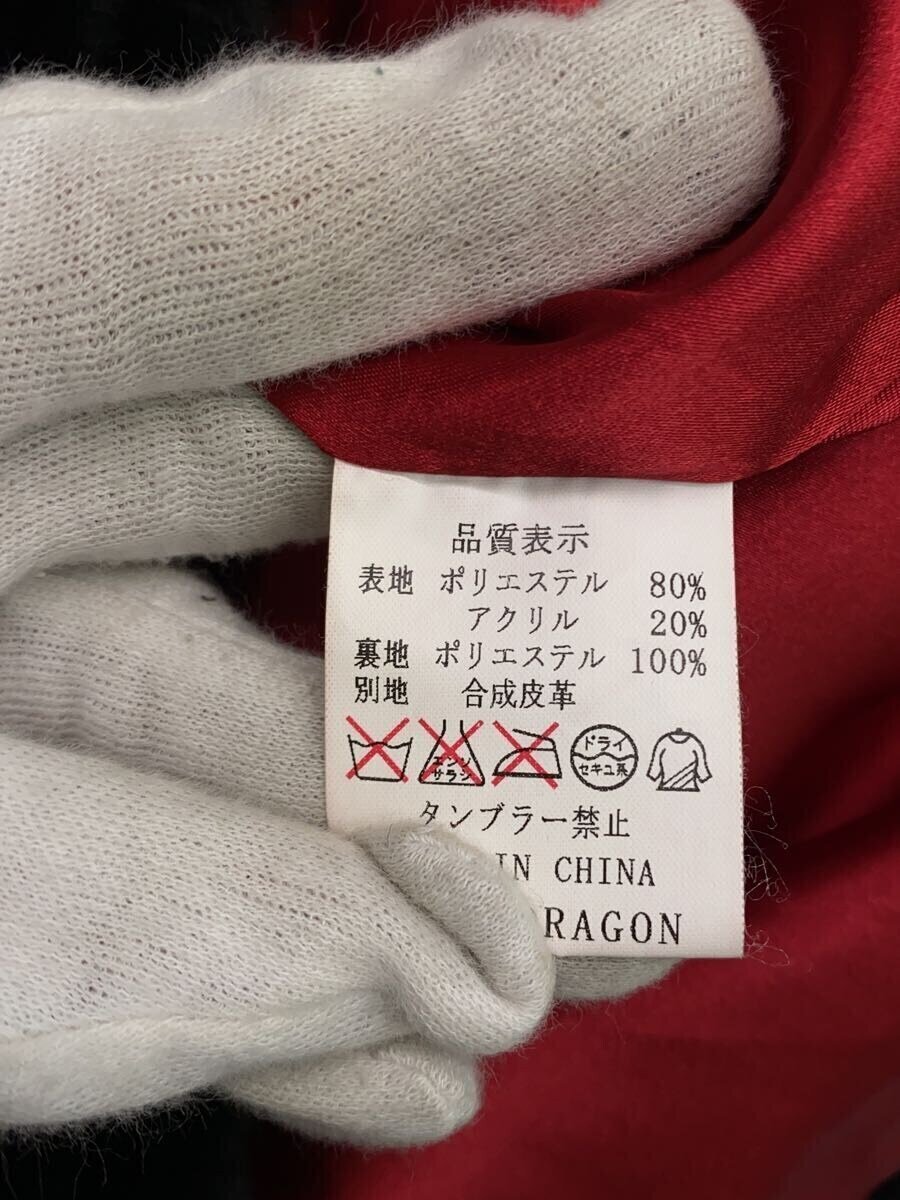 品質表示
表地 ポリエステル 80%
アクリル 20%
裏地 ポリエステル 100%
別地 合成皮革
エンソ サラシ ドライ セキユ系
タンブラー禁止
IN CHINA
RAGON